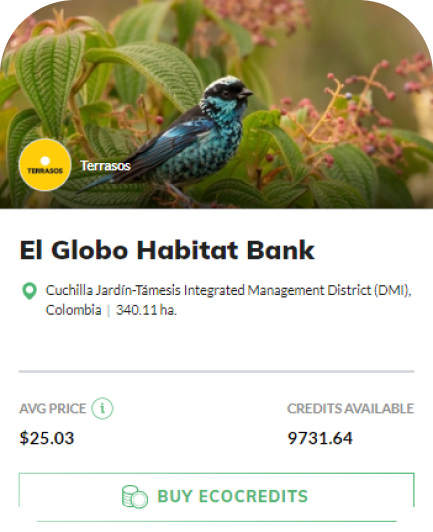 TERRASOS
Terrasos
El Globo Habitat Bank
Cuchilla Jardín-Támesis Integrated Management District (DMI),
Colombia | 340.11 ha.
AVG PRICE i
CREDITS AVAILABLE
$25.03
9731.64
BUY ECOCREDITS